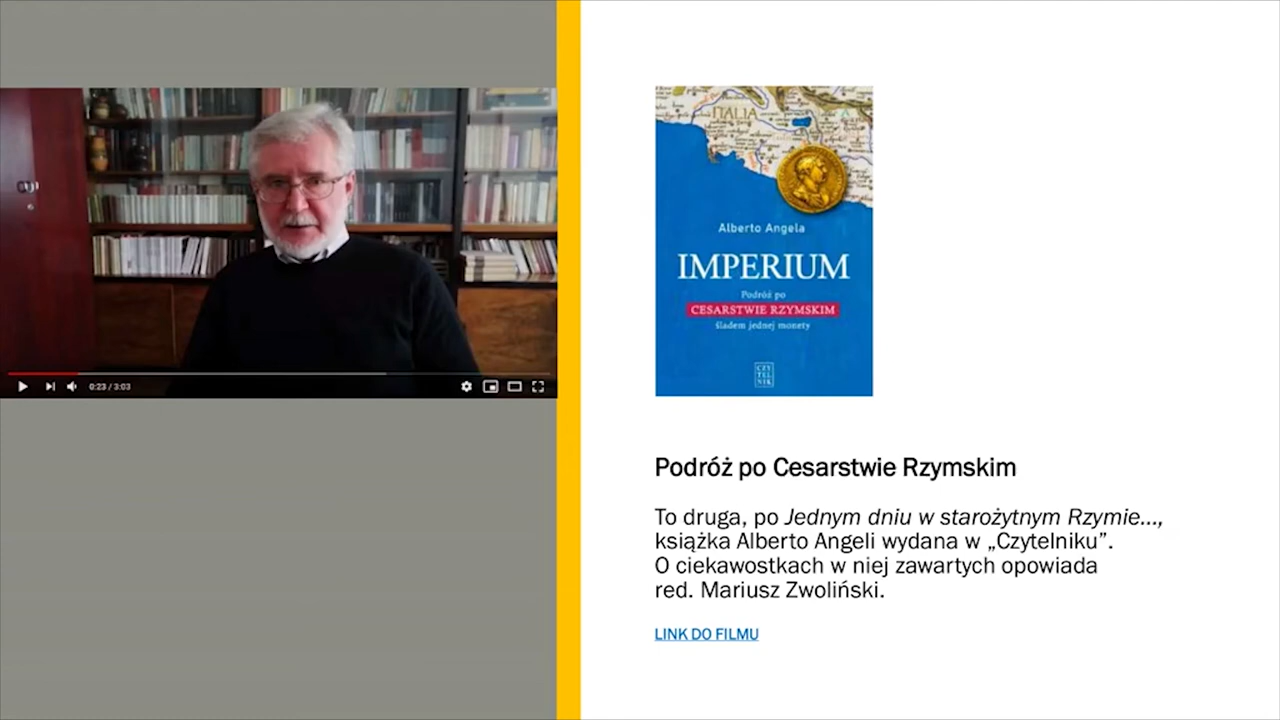 0:23 / 3:03
ITALIA
Alberto Angela
IMPERIUM
Podróż po
CESARSTWIE RZYMSKIM
śladem jednej monety
CZY
TEL
NIK
Podróż po Cesarstwie Rzymskim
To druga, po Jednym dniu w starożytnym Rzymie...,
książka Alberto Angeli wydana w „Czytelniku”.
O ciekawostkach w niej zawartych opowiada
red. Mariusz Zwoliński.
LINK DO FILMU